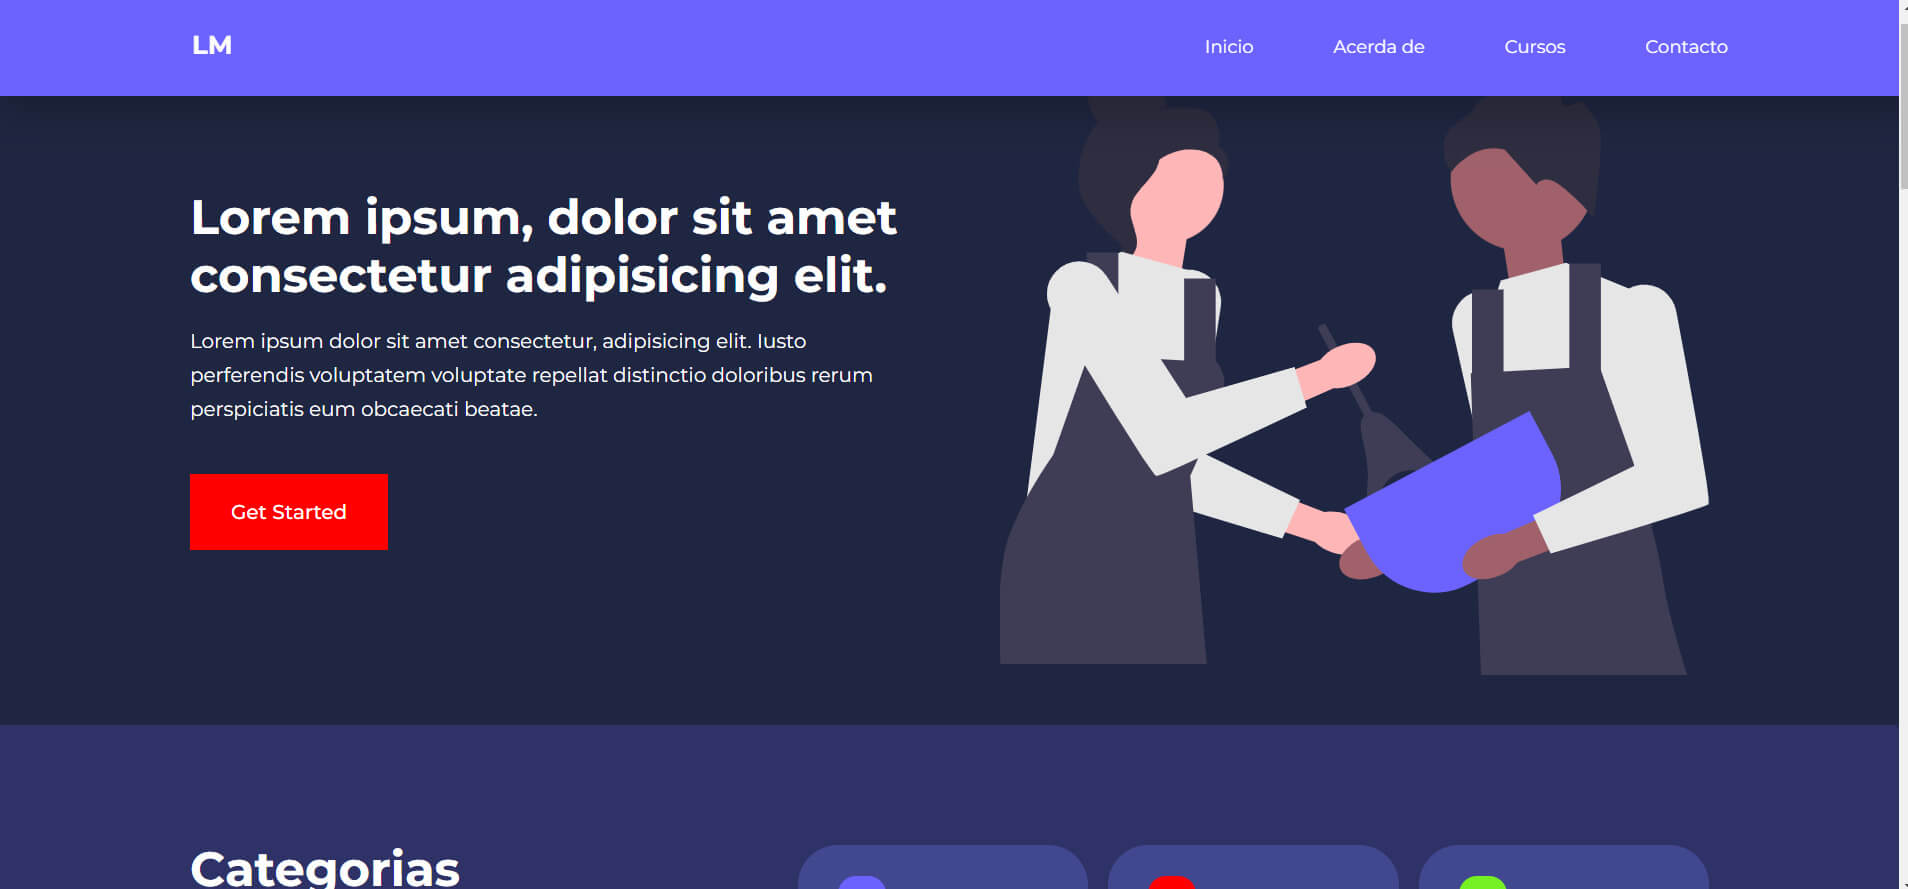 LM
Inicio
Acerda de
Cursos
Contacto
Lorem ipsum, dolor sit amet
consectetur adipisicing elit.
Lorem ipsum dolor sit amet consectetur, adipisicing elit. Iusto
perferendis voluptatem voluptate repellat distinctio doloribus rerum
perspiciatis eum obcaecati beatae.
Get Started
Categorias